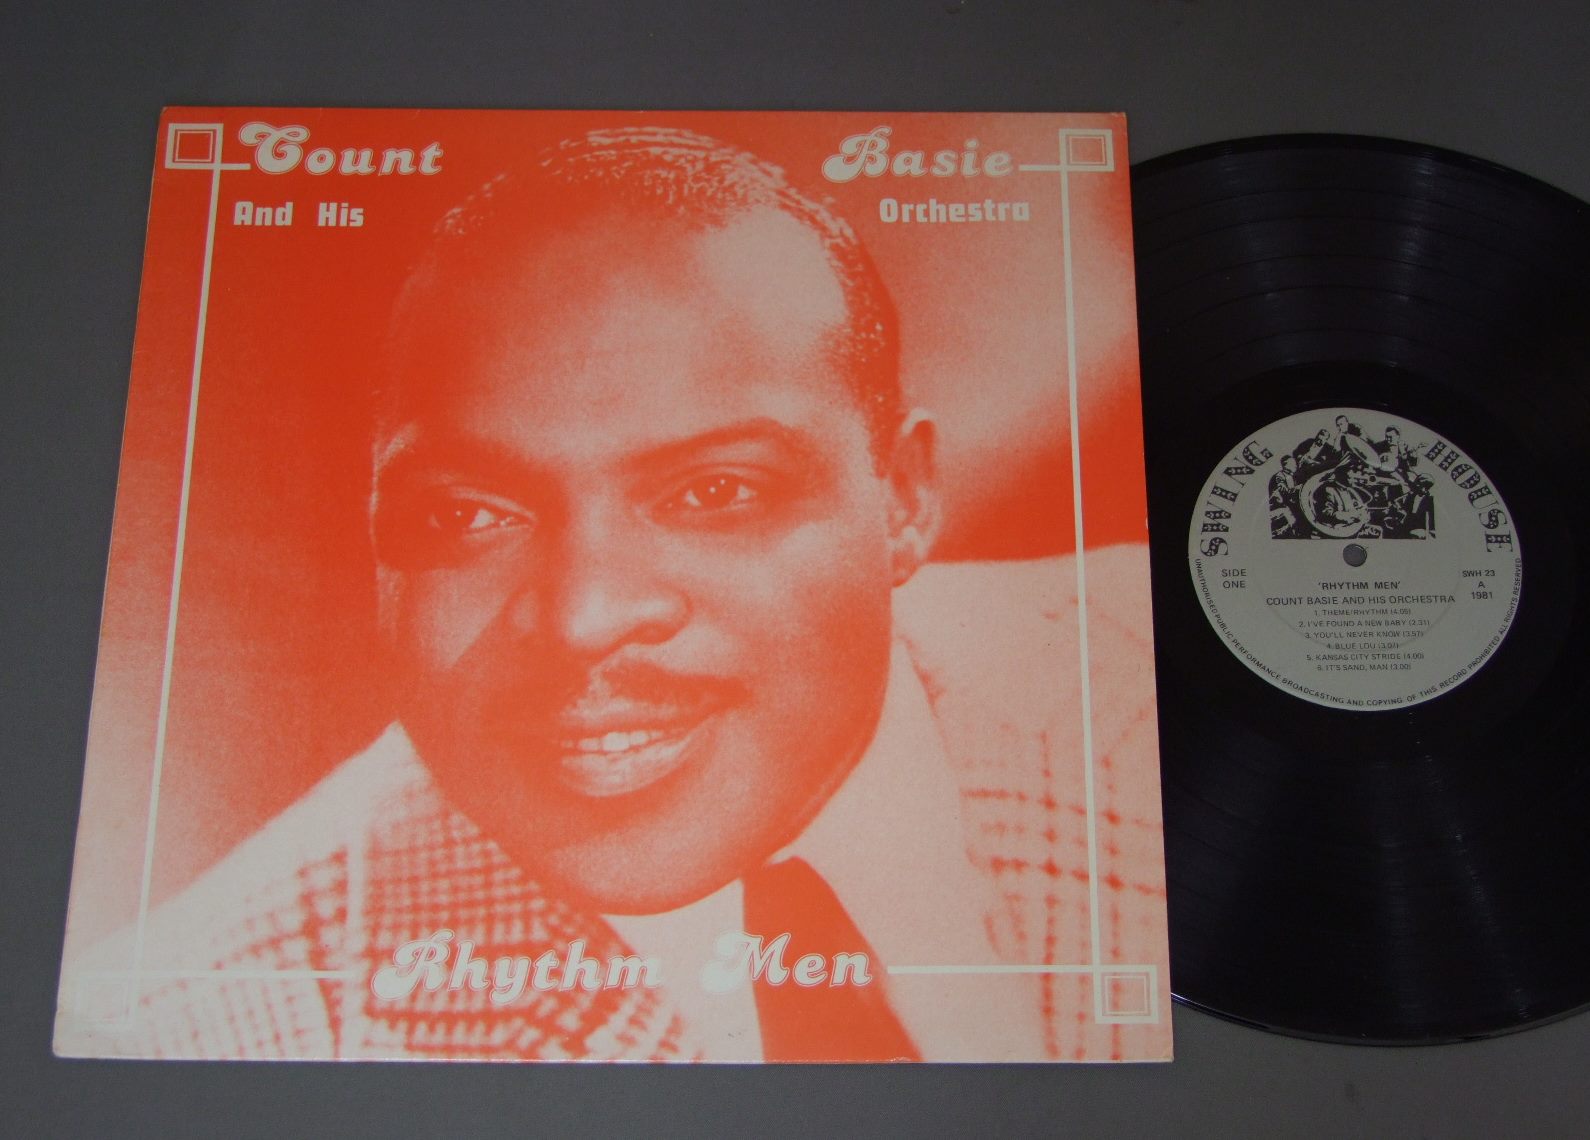 Count Basie
And His Orchestra
Rhythm Men
SWING HOUSE
SIDE
ONE
SWH 23
A
1981
'RHYTHM MEN'
COUNT BASIE AND HIS ORCHESTRA
1. THEME/RHYTHM (4.05)
2. I'VE FOUND A NEW BABY (2.31)
3. YOU'LL NEVER KNOW (3.57)
4. BLUE LOU (3.07)
5. KANSAS CITY STRIDE (4.00)
6. IT'S SAND, MAN (3.00)
UNAUTHORISED PUBLIC PERFORMANCE BROADCASTING AND COPYING OF THIS RECORD PROHIBITED ALL RIGHTS RESERVED